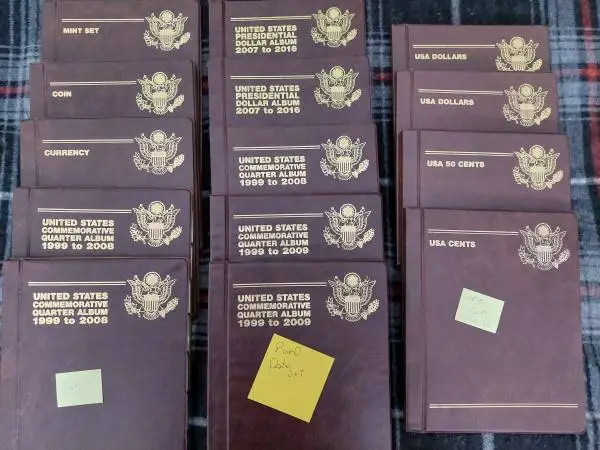 MINT SET
COIN
CURRENCY
UNITED STATES
COMMEMORATIVE
QUARTER ALBUM
1999 to 2008
UNITED STATES
COMMEMORATIVE
QUARTER ALBUM
1999 to 2008
UNITED STATES
PRESIDENTIAL
DOLLAR ALBUM
2007 to 2016
UNITED STATES
PRESIDENTIAL
DOLLAR ALBUM
2007 to 2016
UNITED STATES
COMMEMORATIVE
QUARTER ALBUM
1999 to 2008
UNITED STATES
COMMEMORATIVE
QUARTER ALBUM
1999 to 2009
UNITED STATES
COMMEMORATIVE
QUARTER ALBUM
1999 to 2009
P and D
Date
Set
USA DOLLARS
USA DOLLARS
USA 50 CENTS
USA CENTS